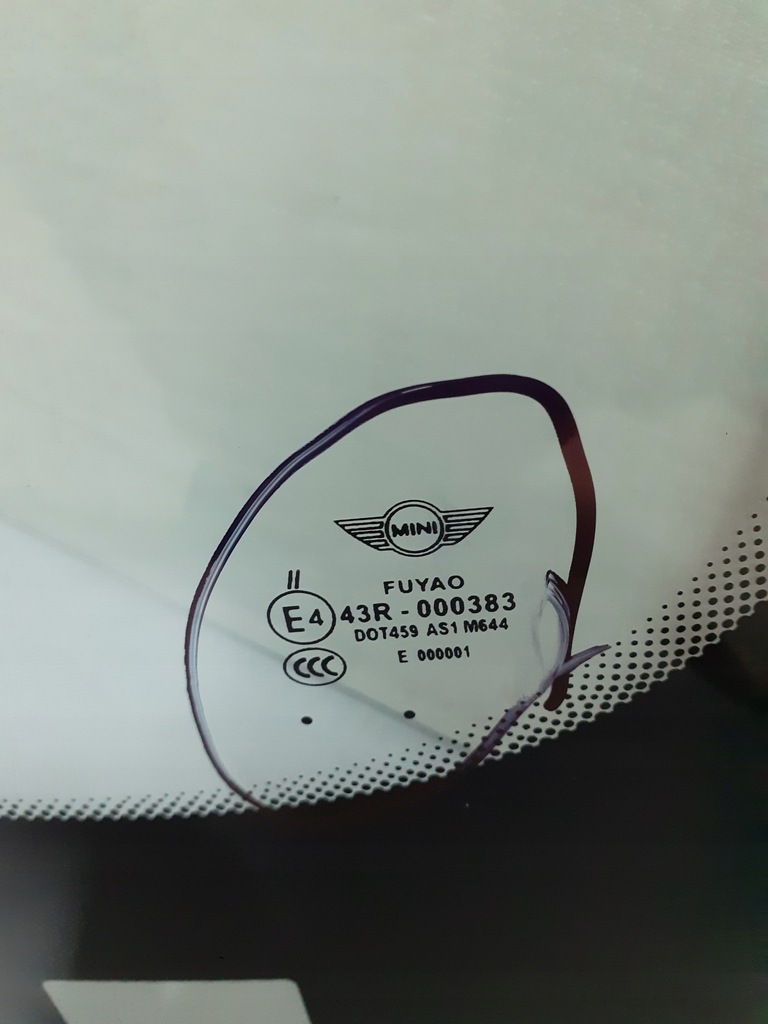 MINI
FUYAO
II
E4 43R - 000383
DOT459 AS1 M644
CCC
E 000001